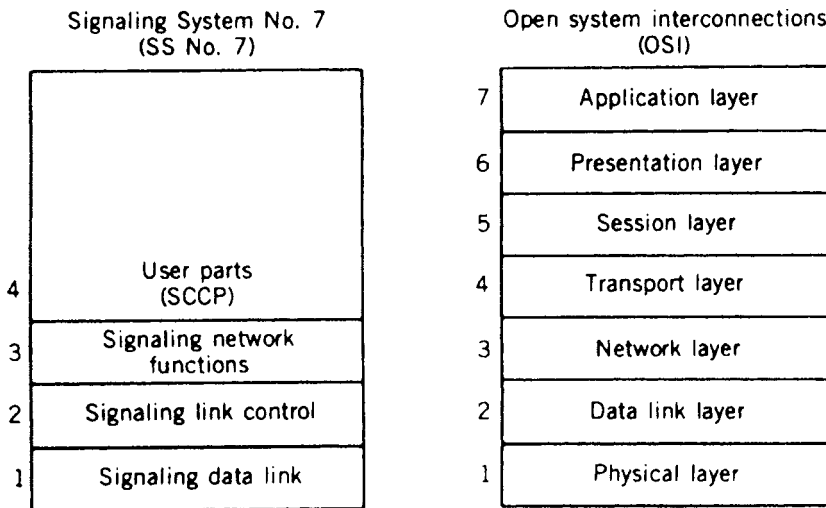 Signaling System No. 7
(SS No. 7)
4
User parts
(SCCP)
3
Signaling network
functions
2
Signaling link control
1
Signaling data link
Open system interconnections
(OSI)
7
Application layer
6
Presentation layer
5
Session layer
4
Transport layer
3
Network layer
2
Data link layer
1
Physical layer